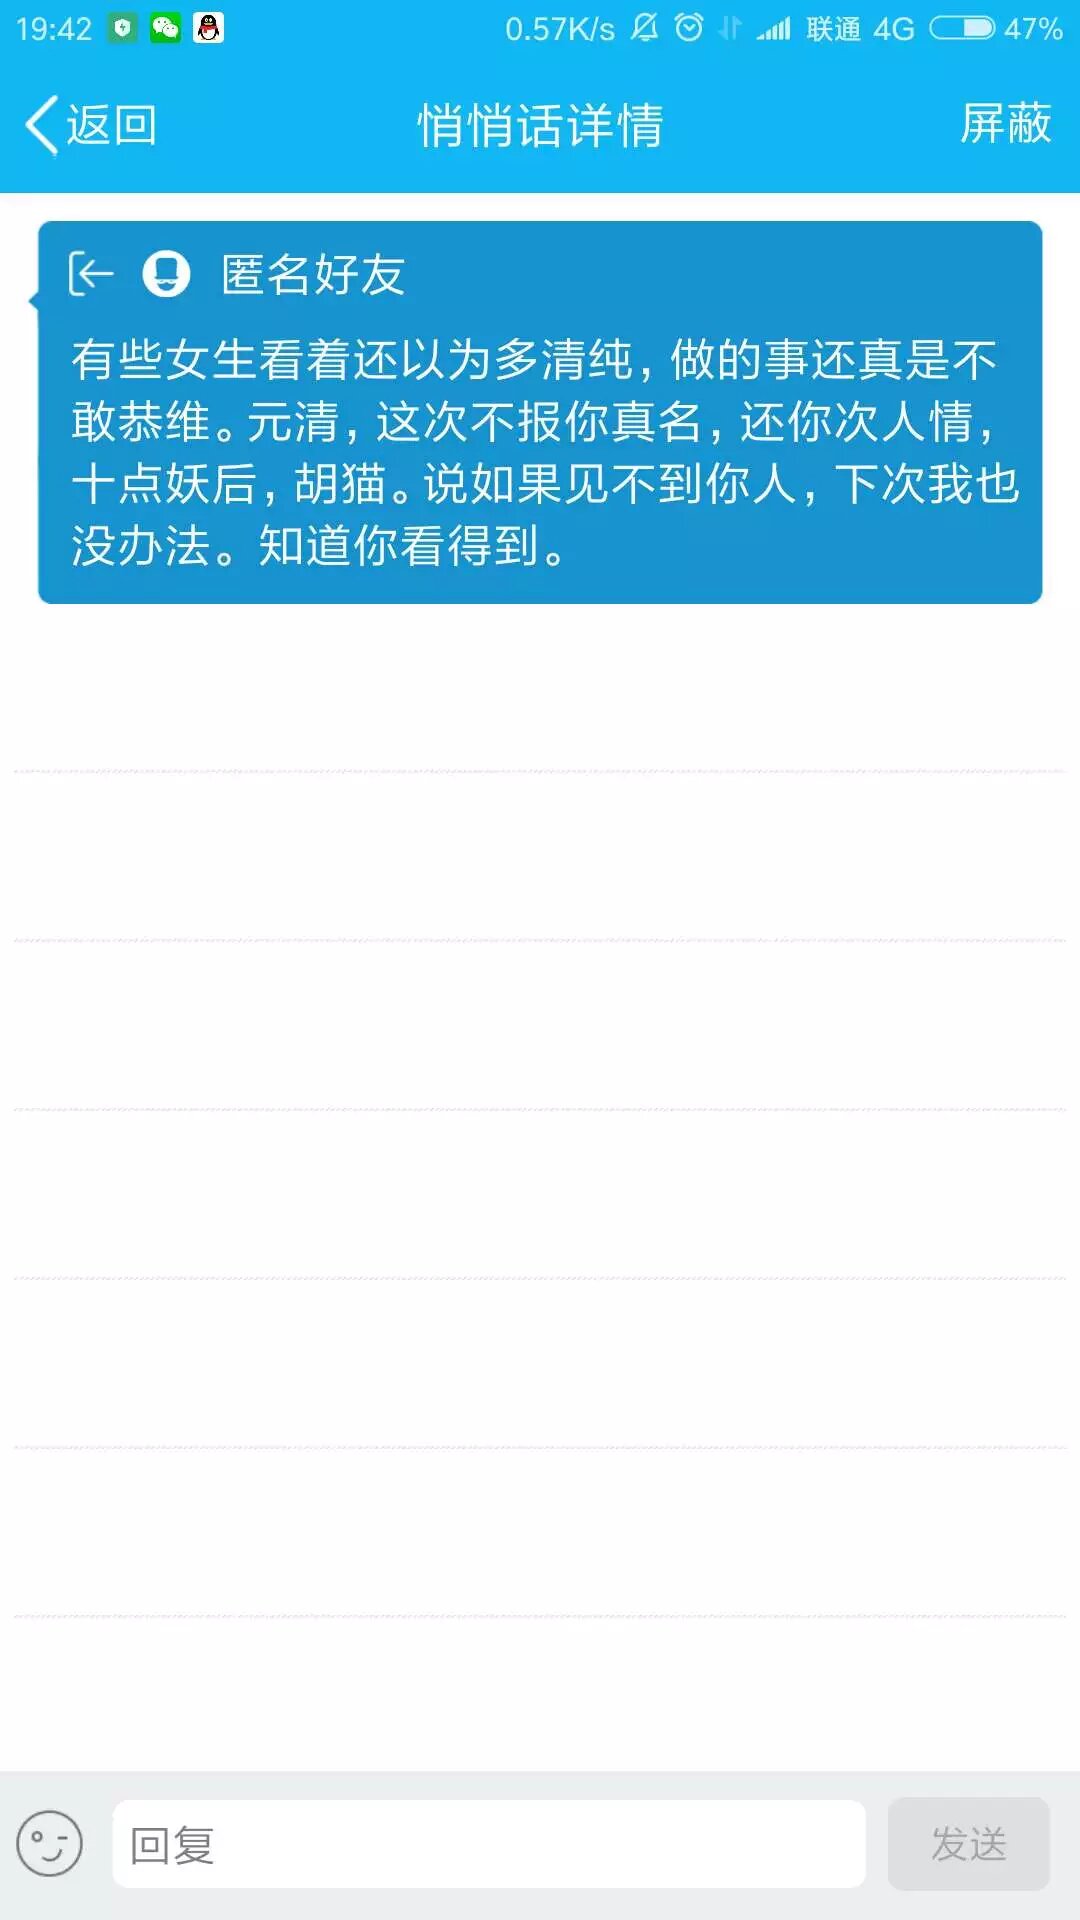 19:42 0.57K/s 联通 4G 47%
返回 悄悄话详情 屏蔽
匿名好友
有些女生看着还以为多清纯，做的事还真是不
敢恭维。元清，这次不报你真名，还你次人情，
十点妖后，胡猫。说如果见不到你人，下次我也
没办法。知道你看得到。
回复 发送